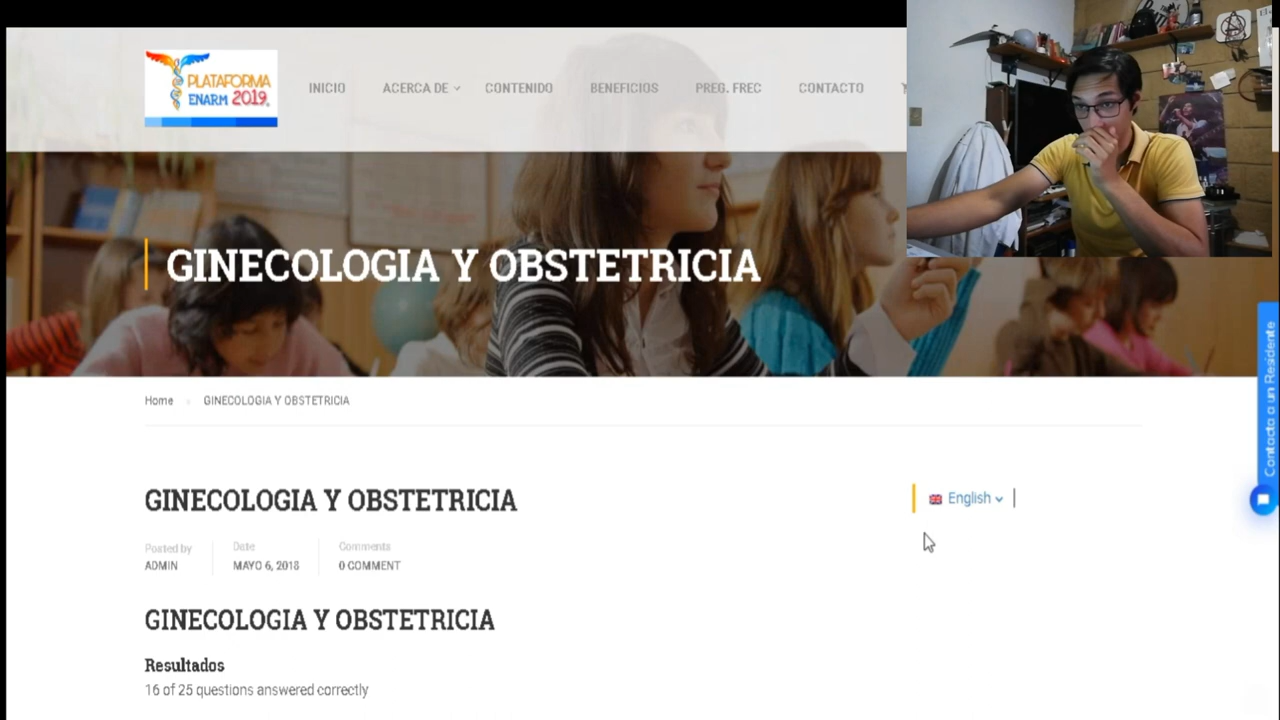 PLATAFORMA
ENARM 2019
INICIO
ACERCA DE
CONTENIDO
BENEFICIOS
PREG. FREC
CONTACTO
GINECOLOGIA Y OBSTETRICIA
Home
GINECOLOGIA Y OBSTETRICIA
GINECOLOGIA Y OBSTETRICIA
English
Posted by
ADMIN
Date
MAYO 6, 2018
Comments
0 COMMENT
GINECOLOGIA Y OBSTETRICIA
Resultados
16 of 25 questions answered correctly
Contacta a un Residente